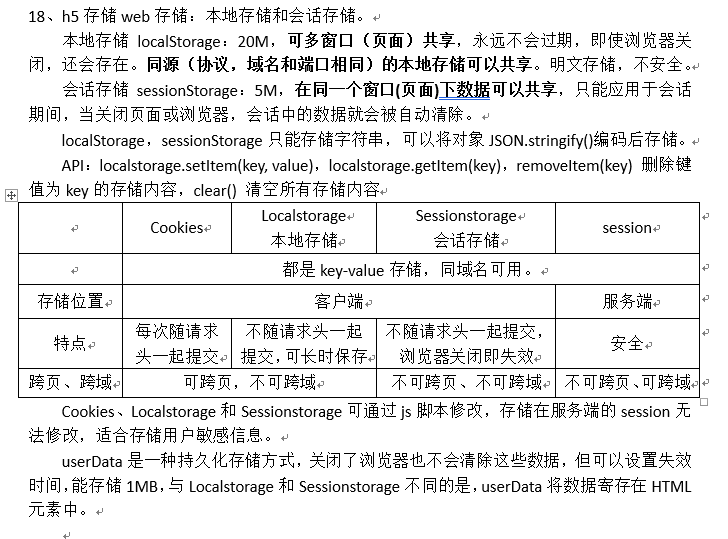 18、h5 存储 web 存储：本地存储和会话存储。
本地存储 localStorage：20M，可多窗口（页面）共享，永远不会过期，即使浏览器关
闭，还会存在。同源（协议，域名和端口相同）的本地存储可以共享。明文存储，不安全。
会话存储 sessionStorage：5M，在同一个窗口(页面)下数据可以共享，只能应用于会话
期间，当关闭页面或浏览器，会话中的数据就会被自动清除。
localStorage，sessionStorage 只能存储字符串，可以将对象 JSON.stringify()编码后存储。
API：localstorage.setItem(key, value)，localstorage.getItem(key)，removeItem(key) 删除键
值为 key 的存储内容，clear() 清空所有存储内容
Cookies Localstorage Sessionstorage session
本地存储 会话存储
都是 key-value 存储，同域名可用。
存储位置 客户端 服务端
特点 每次随请求 不随请求头一起 不随请求头一起提交， 安全
头一起提交 提交，可长时保存 浏览器关闭即失效
跨页、跨域 可跨页，不可跨域 不可跨页、不可跨域 不可跨页、可跨域
Cookies、Localstorage 和 Sessionstorage 可通过 js 脚本修改，存储在服务端的 session 无
法修改，适合存储用户敏感信息。
userData 是一种持久化存储方式，关闭了浏览器也不会清除这些数据，但可以设置失效
时间，能存储 1MB，与 Localstorage 和 Sessionstorage 不同的是，userData 将数据寄存在 HTML
元素中。